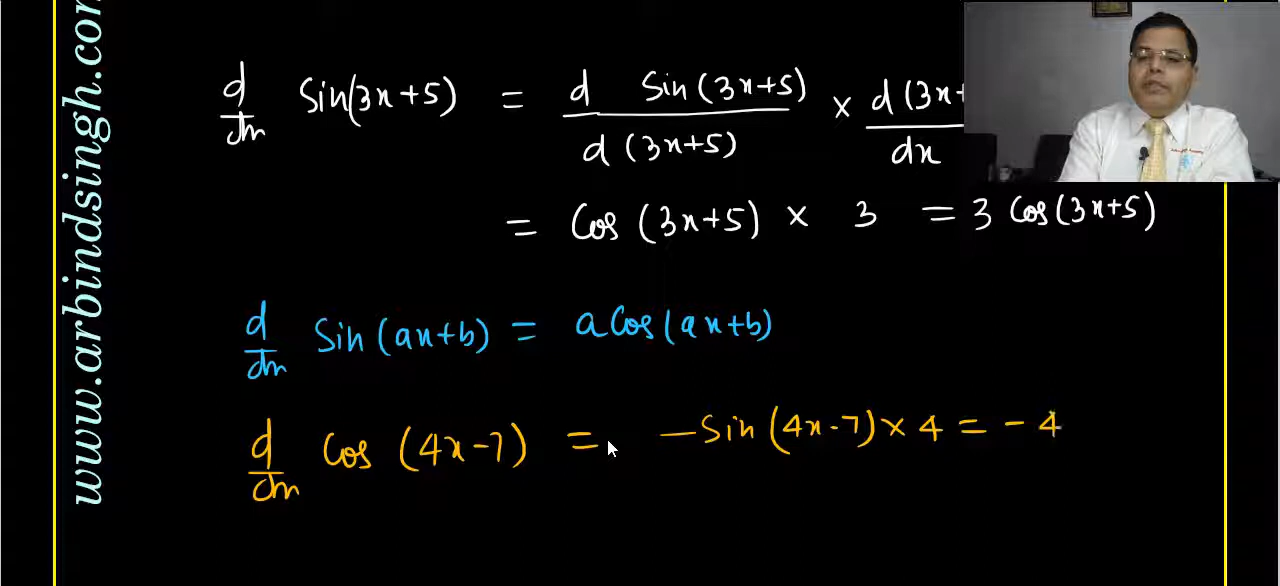 www.arbindsingh.com
d/dx Sin(3x+5) = d Sin(3x+5)/d(3x+5) × d(3x+/dx
= Cos(3x+5) × 3 = 3 Cos(3x+5)
d/dx Sin(ax+b) = a Cos(ax+b)
d/dx Cos(4x-7) = -Sin(4x-7) × 4 = -4